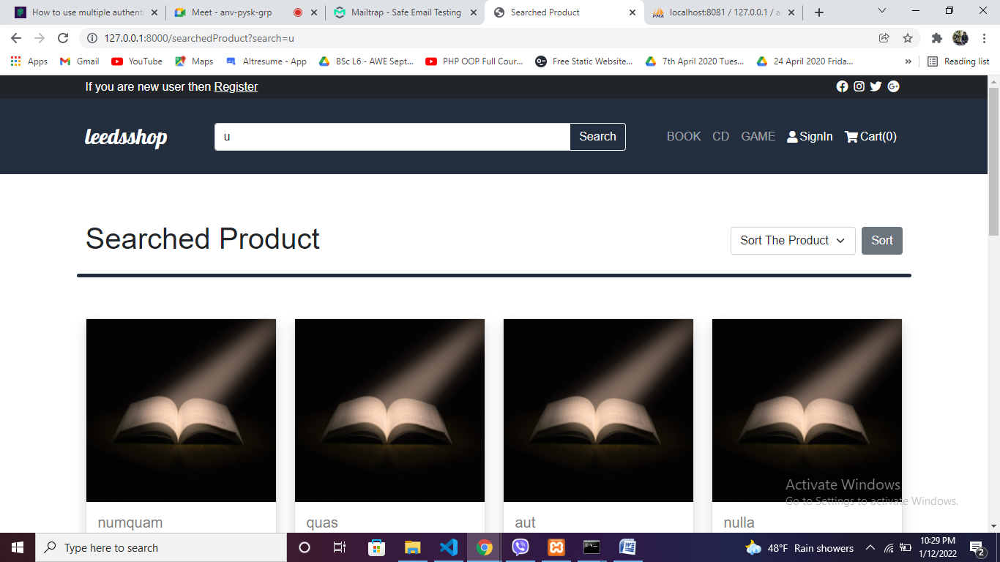 How to use multiple authenti
Meet - anv-pysk-grp
Mailtrap - Safe Email Testing
Searched Product
PMA
localhost:8081 / 127.0.0.1 / a
127.0.0.1:8000/searchedProduct?search=u
Apps
Gmail
YouTube
Maps
Altresume - App
BSc L6 - AWE Sept...
PHP OOP Full Cour...
Free Static Website...
7th April 2020 Tues...
24 April 2020 Frida...
»
Reading list
If you are new user then Register
leedsshop
u
Search
BOOK
CD
GAME
SignIn
Cart(0)
Searched Product
Sort The Product
Sort
numquam
quas
aut
nulla
Activate Windows
Go to Settings to activate Windows.
Type here to search
48°F Rain showers
10:29 PM
1/12/2022
2